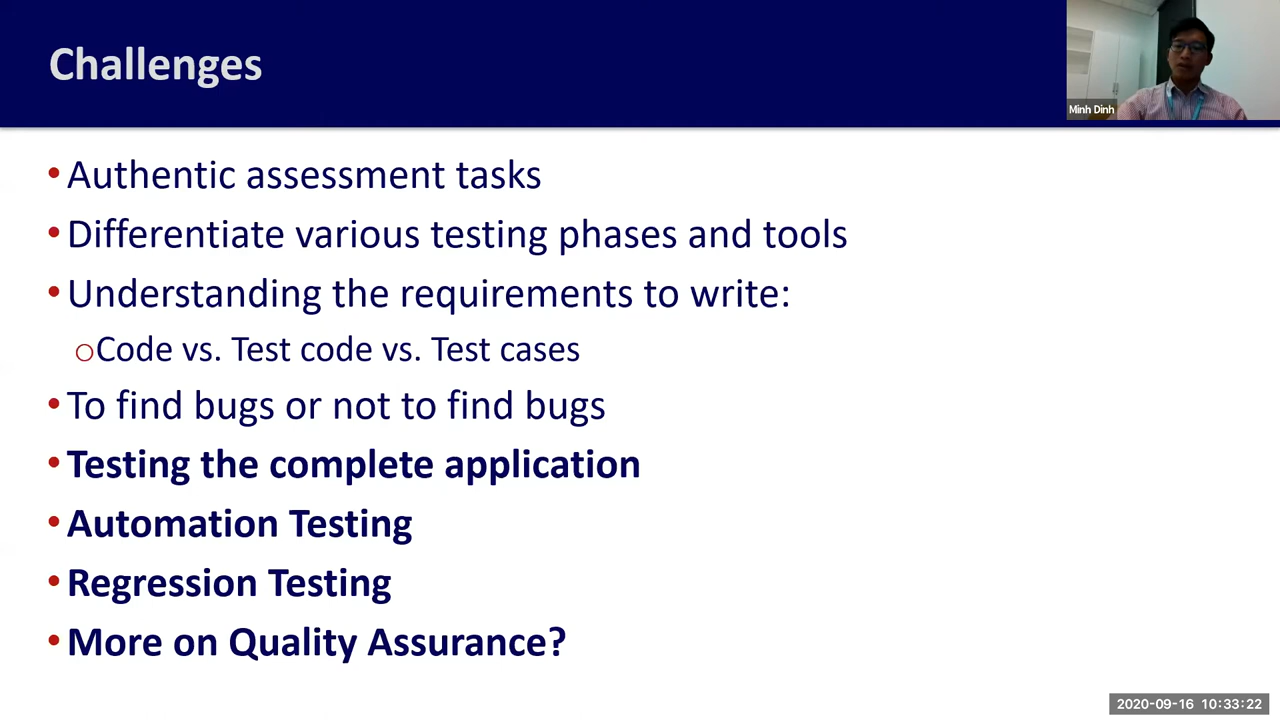 Challenges
Minh Dinh
•Authentic assessment tasks
•Differentiate various testing phases and tools
•Understanding the requirements to write:
oCode vs. Test code vs. Test cases
•To find bugs or not to find bugs
•Testing the complete application
•Automation Testing
•Regression Testing
•More on Quality Assurance?
2020-09-16 10:33:22